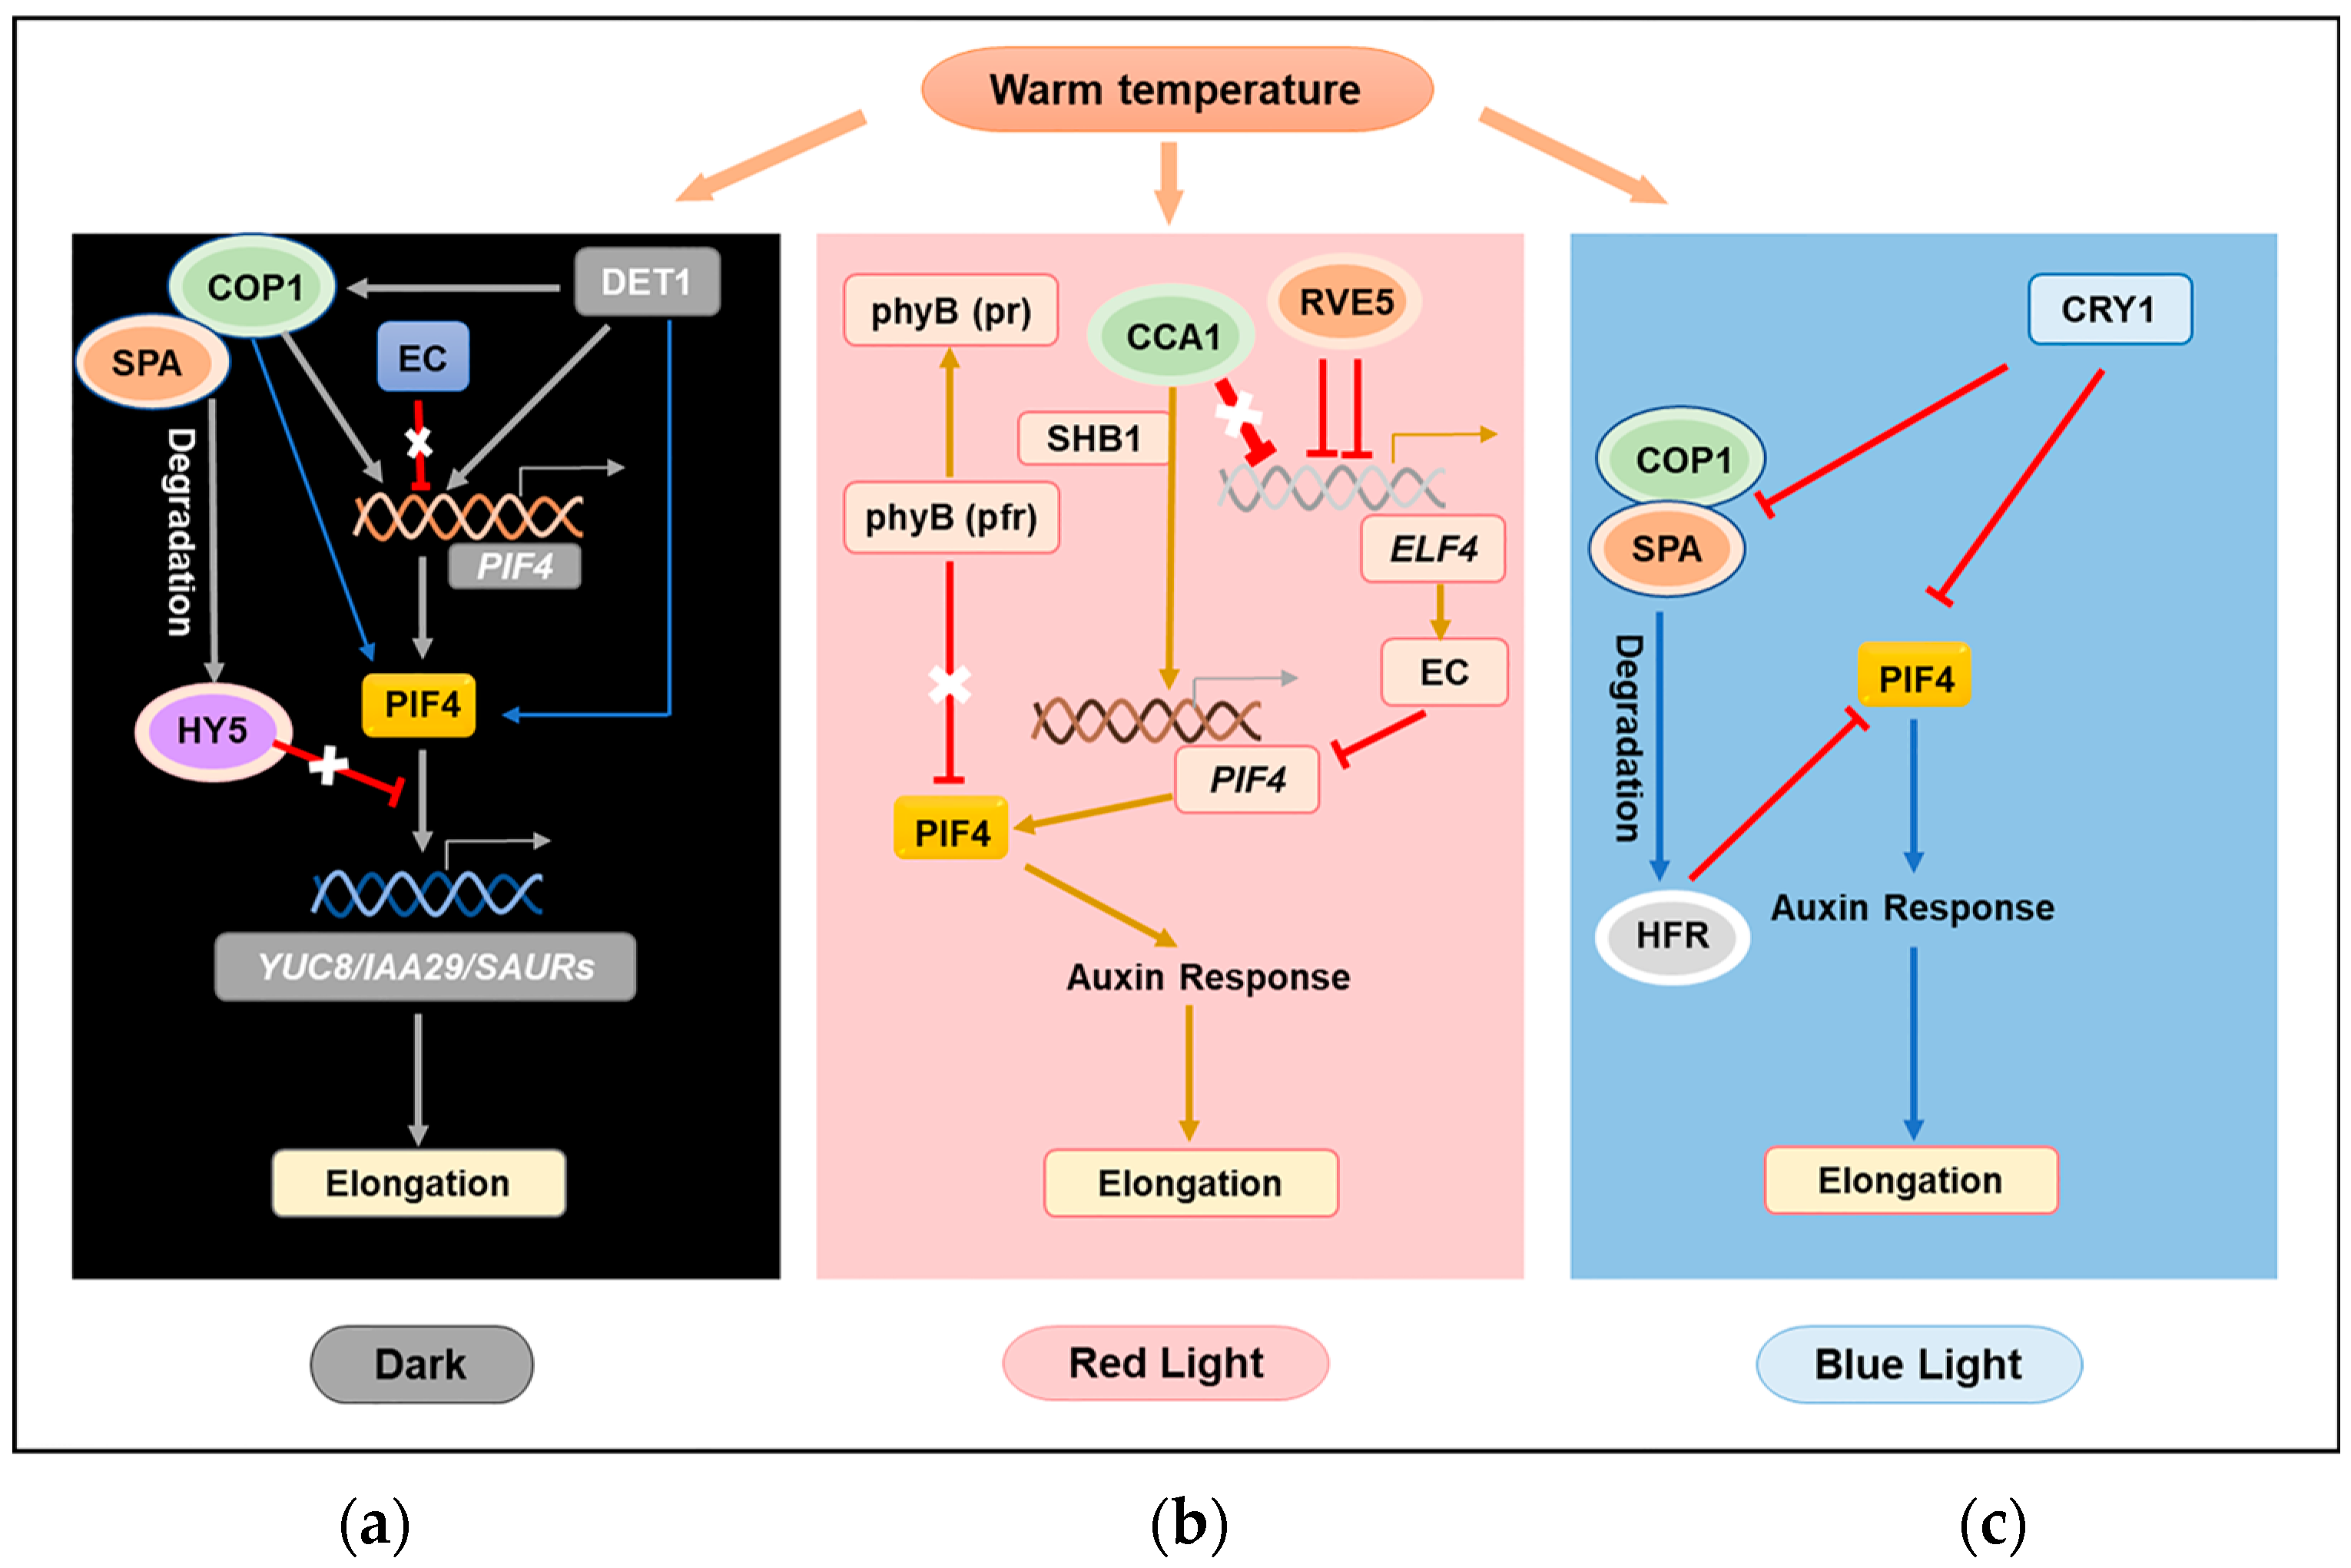 Warm temperature
COP1
DET1
SPA
EC
Degradation
PIF4
PIF4
HY5
YUC8/IAA29/SAURs
Elongation
Dark
phyB (pr)
CCA1
RVE5
SHB1
phyB (pfr)
ELF4
EC
PIF4
PIF4
Auxin Response
Elongation
Red Light
CRY1
COP1
SPA
Degradation
PIF4
HFR
Auxin Response
Elongation
Blue Light
(a)
(b)
(c)